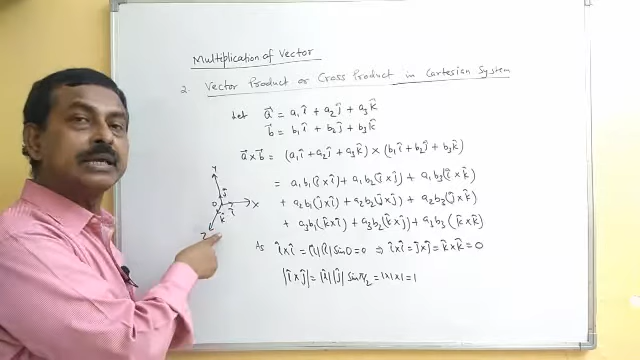 Multiplication of Vector
2. Vector Product or Cross Product in Cartesian System
Let a⃗ = a₁î + a₂ĵ + a₃k̂
b⃗ = b₁î + b₂ĵ + b₃k̂
a⃗ × b⃗ = (a₁î + a₂ĵ + a₃k̂) × (b₁î + b₂ĵ + b₃k̂)
= a₁b₁(î×î) + a₁b₂(î×ĵ) + a₁b₃(î×k̂)
+ a₂b₁(ĵ×î) + a₂b₂(ĵ×ĵ) + a₂b₃(ĵ×k̂)
+ a₃b₁(k̂×î) + a₃b₂(k̂×ĵ) + a₃b₃(k̂×k̂)
As î×î = |î||î| sin0 = 0 ⇒ î×î = ĵ×ĵ = k̂×k̂ = 0
|î×ĵ| = |î||ĵ| sin π/2 = 1×1×1 = 1
Y
ĵ
O
î
X
k̂
Z